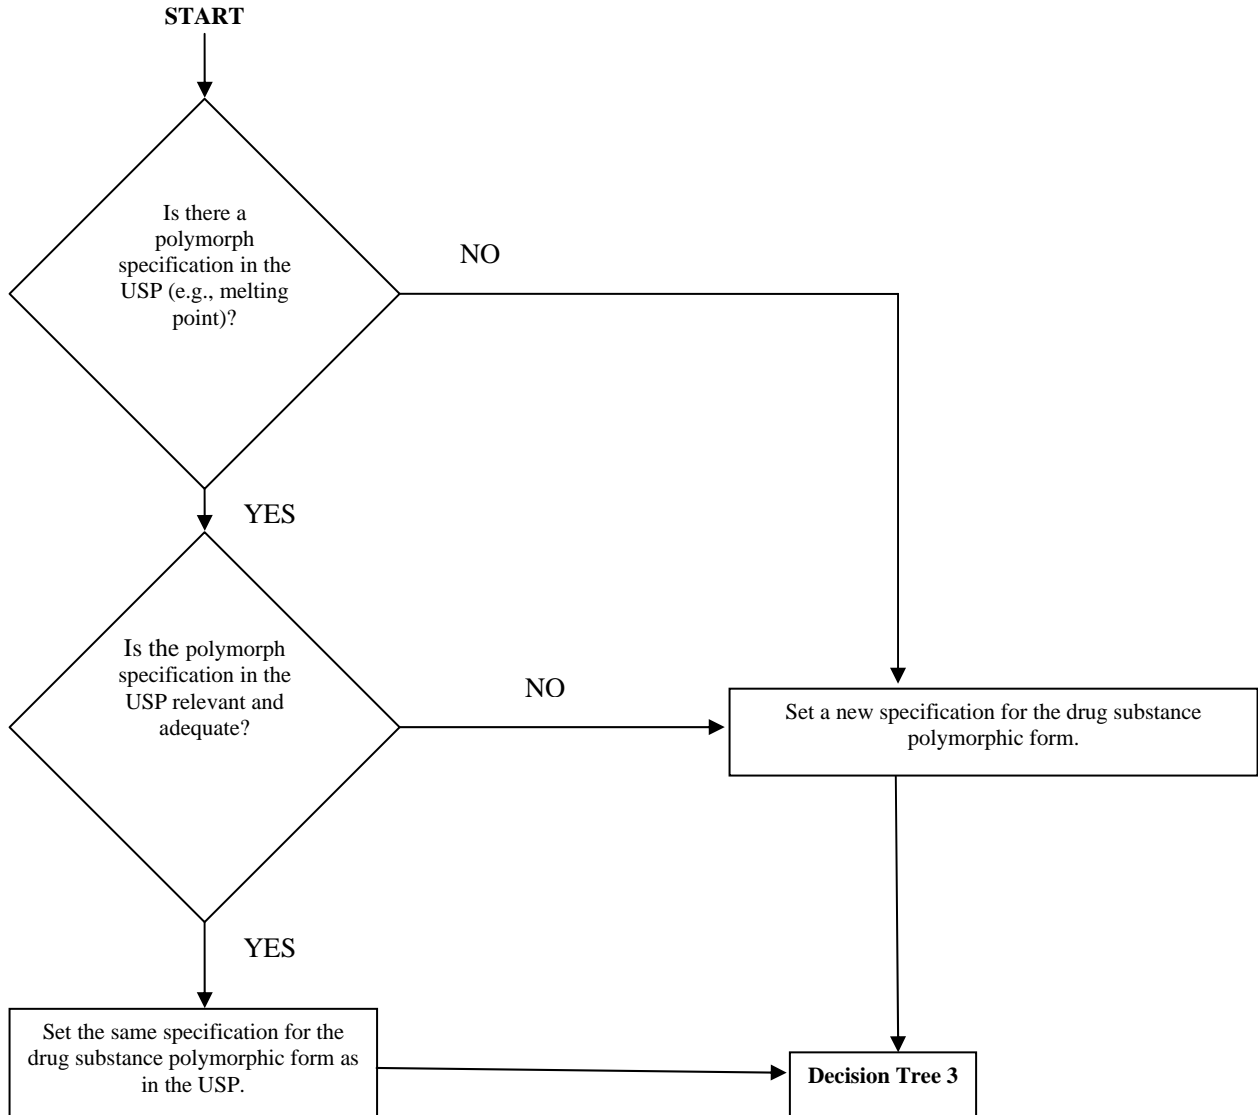 START
Is there a
polymorph
specification in the
USP (e.g., melting
point)?
NO
YES
Is the polymorph
specification in the
USP relevant and
adequate?
NO
Set a new specification for the drug substance
polymorphic form.
YES
Set the same specification for the
drug substance polymorphic form as
in the USP.
Decision Tree 3